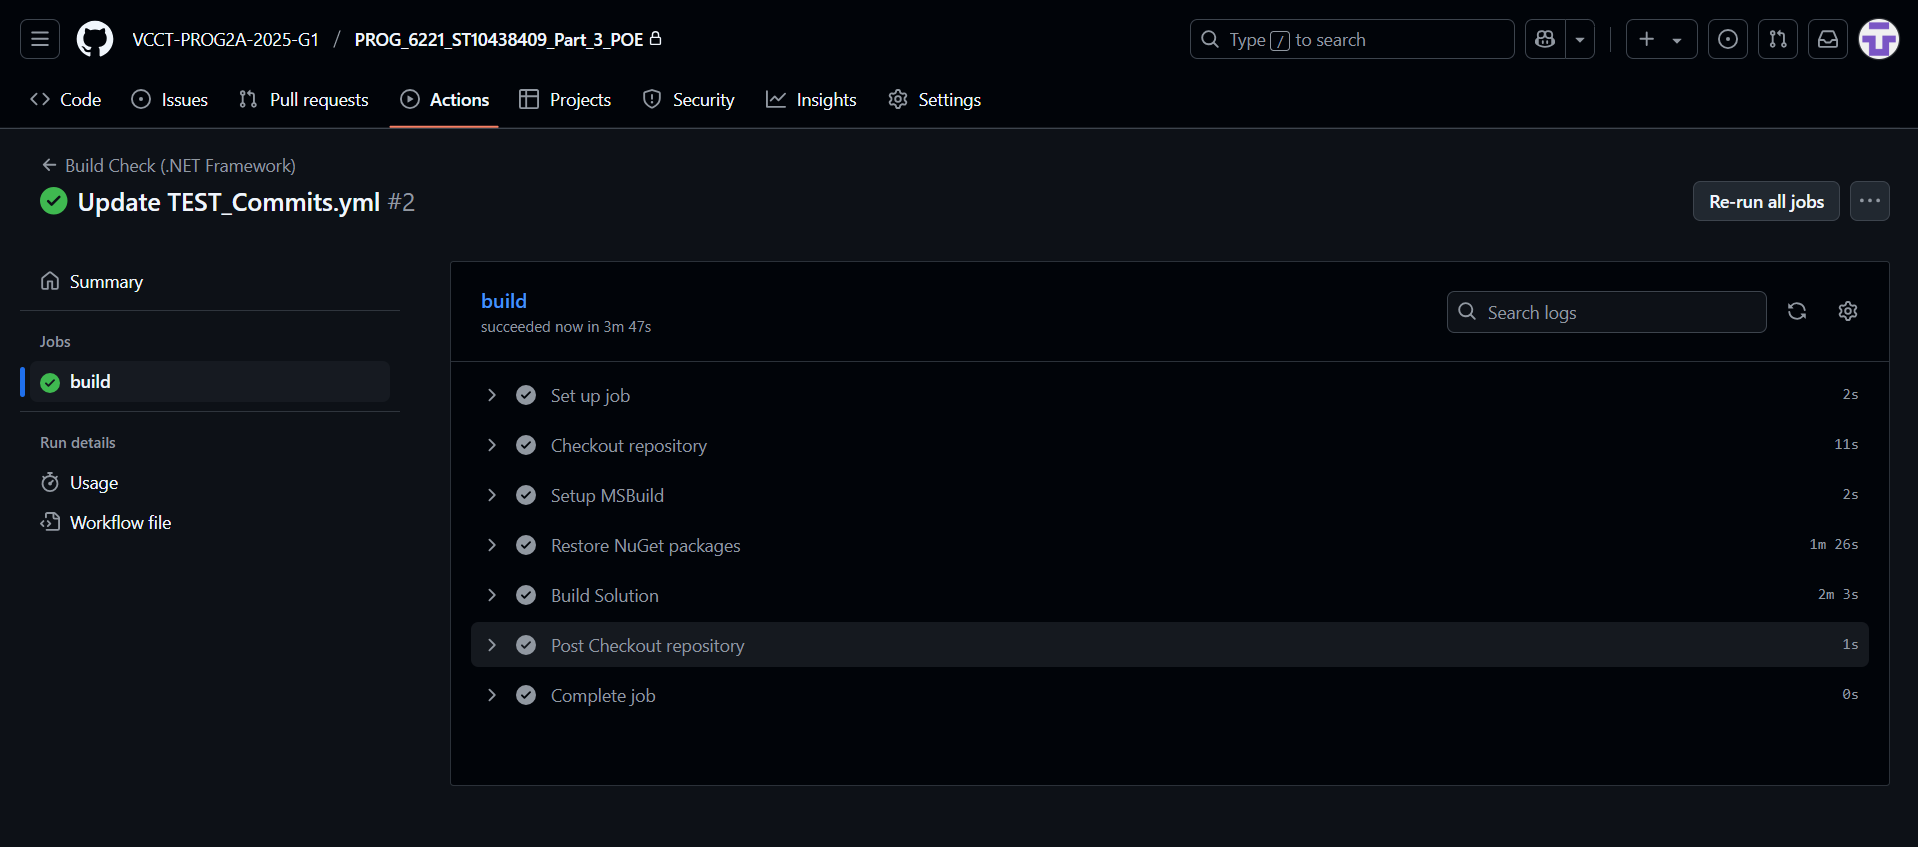 VCCT-PROG2A-2025-G1 / PROG_6221_ST10438409_Part_3_POE
Type / to search
Code Issues Pull requests Actions Projects Security Insights Settings
Build Check (.NET Framework)
Update TEST_Commits.yml #2
Re-run all jobs
Summary
Jobs
build
Run details
Usage
Workflow file
build
succeeded now in 3m 47s
Search logs
Set up job 2s
Checkout repository 11s
Setup MSBuild 2s
Restore NuGet packages 1m 26s
Build Solution 2m 3s
Post Checkout repository 1s
Complete job 0s